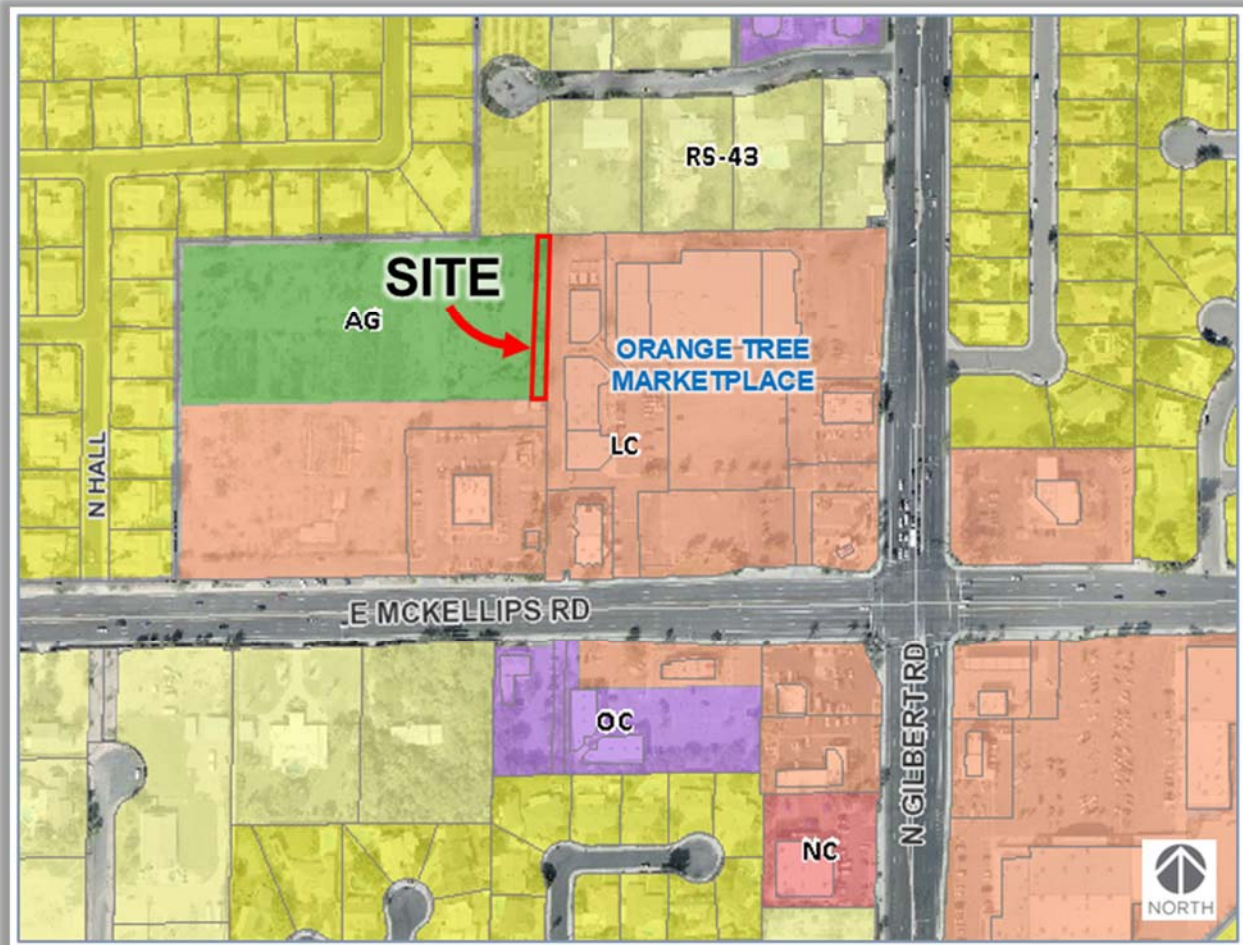 RS-43
SITE
AG
ORANGE TREE
MARKETPLACE
LC
N HALL
E MCKELLIPS RD
OC
N GILBERT RD
NC
NORTH